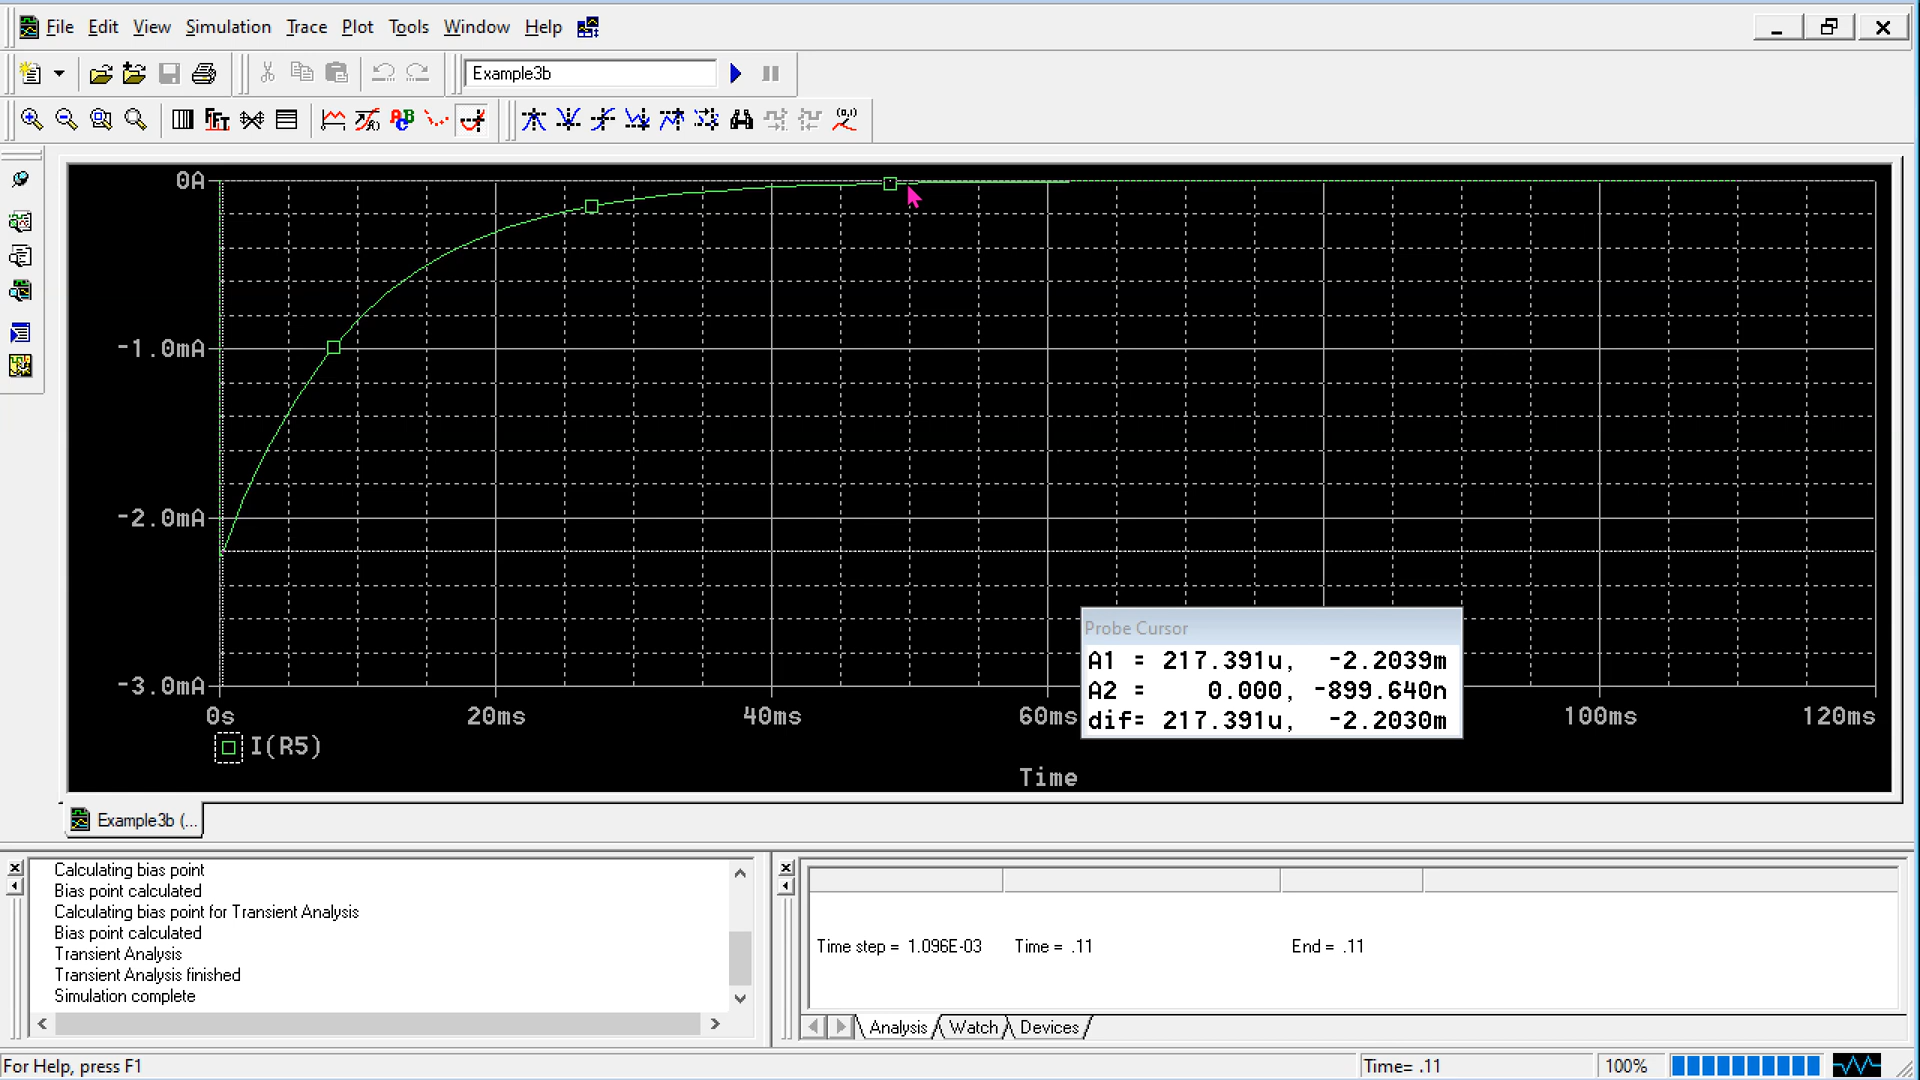 File Edit View Simulation Trace Plot Tools Window Help
Example3b
0A
-1.0mA
-2.0mA
-3.0mA
0s 20ms 40ms 60ms 100ms 120ms
Probe Cursor
A1 = 217.391u, -2.2039m
A2 = 0.000, -899.640n
dif= 217.391u, -2.2030m
I(R5)
Time
Example3b (...
Calculating bias point
Bias point calculated
Calculating bias point for Transient Analysis
Bias point calculated
Transient Analysis
Transient Analysis finished
Simulation complete
Time step = 1.096E-03 Time = .11 End = .11
Analysis Watch Devices
For Help, press F1 Time= .11 100%